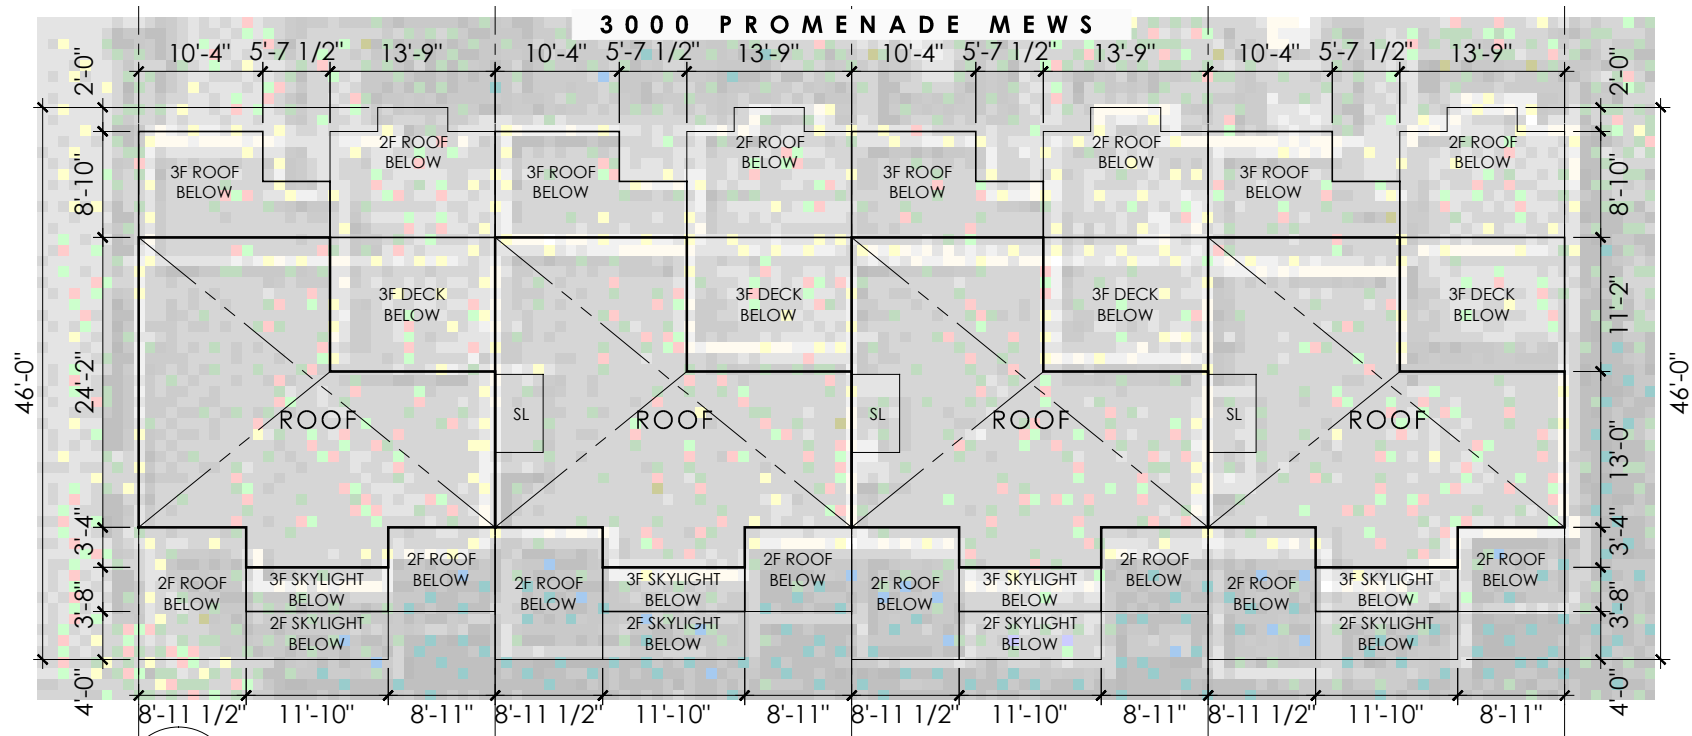 3000 PROMENADE MEWS
10'-4" 5'-7 1/2" 13'-9" 10'-4" 5'-7 1/2" 13'-9" 10'-4" 5'-7 1/2" 13'-9" 10'-4" 5'-7 1/2" 13'-9"
2'-0" 2'-0"
2F ROOF 2F ROOF 2F ROOF 2F ROOF
BELOW BELOW BELOW BELOW
3F ROOF 3F ROOF 3F ROOF 3F ROOF
BELOW BELOW BELOW BELOW
8'-10" 8'-10"
3F DECK 3F DECK 3F DECK 3F DECK
BELOW BELOW BELOW BELOW
11'-2"
46'-0" 24'-2" 46'-0"
SL SL SL
ROOF ROOF ROOF ROOF
13'-0"
3'-4" 3'-4"
2F ROOF 2F ROOF 2F ROOF 2F ROOF
BELOW BELOW BELOW BELOW
2F ROOF 3F SKYLIGHT 2F ROOF 3F SKYLIGHT 2F ROOF 3F SKYLIGHT 2F ROOF 3F SKYLIGHT
BELOW BELOW BELOW BELOW BELOW BELOW BELOW BELOW
3'-8" 3'-8"
2F SKYLIGHT 2F SKYLIGHT 2F SKYLIGHT 2F SKYLIGHT
BELOW BELOW BELOW BELOW
4'-0" 4'-0"
8'-11 1/2" 11'-10" 8'-11" 8'-11 1/2" 11'-10" 8'-11" 8'-11 1/2" 11'-10" 8'-11" 8'-11 1/2" 11'-10" 8'-11"